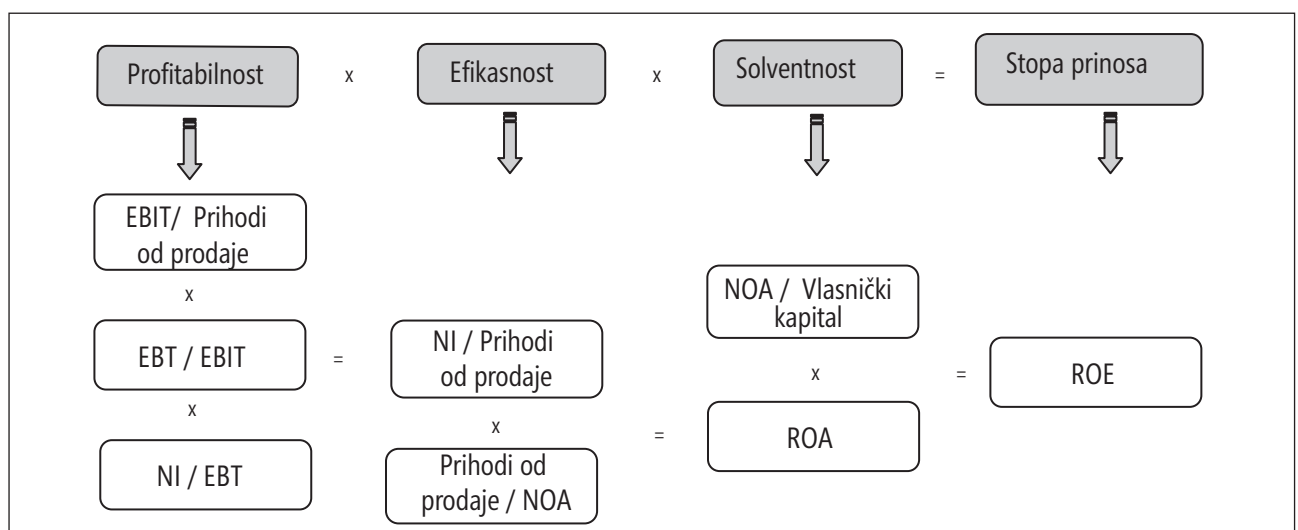 Profitabilnost x Efikasnost x Solventnost = Stopa prinosa
EBIT/ Prihodi
od prodaje
x
EBT / EBIT
x
NI / EBT
=
NI / Prihodi
od prodaje
x
Prihodi od
prodaje / NOA
=
NOA / Vlasnički
kapital
x
ROA
=
ROE